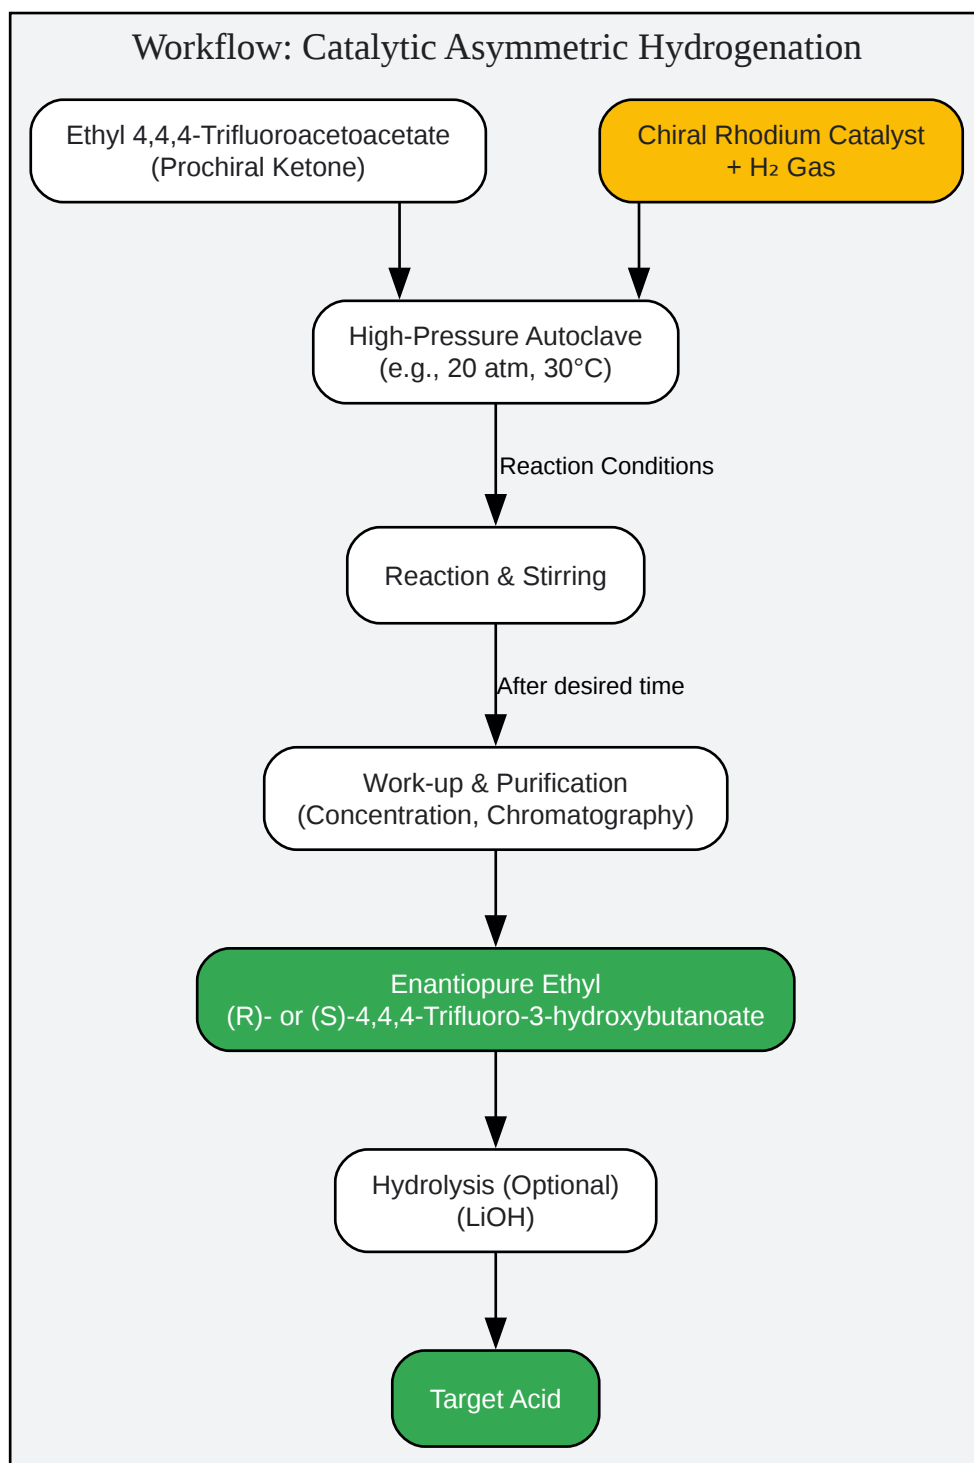 Workflow: Catalytic Asymmetric Hydrogenation
Ethyl 4,4,4-Trifluoroacetoacetate
(Prochiral Ketone)
Chiral Rhodium Catalyst
+ H₂ Gas
High-Pressure Autoclave
(e.g., 20 atm, 30°C)
Reaction Conditions
Reaction & Stirring
After desired time
Work-up & Purification
(Concentration, Chromatography)
Enantiopure Ethyl
(R)- or (S)-4,4,4-Trifluoro-3-hydroxybutanoate
Hydrolysis (Optional)
(LiOH)
Target Acid